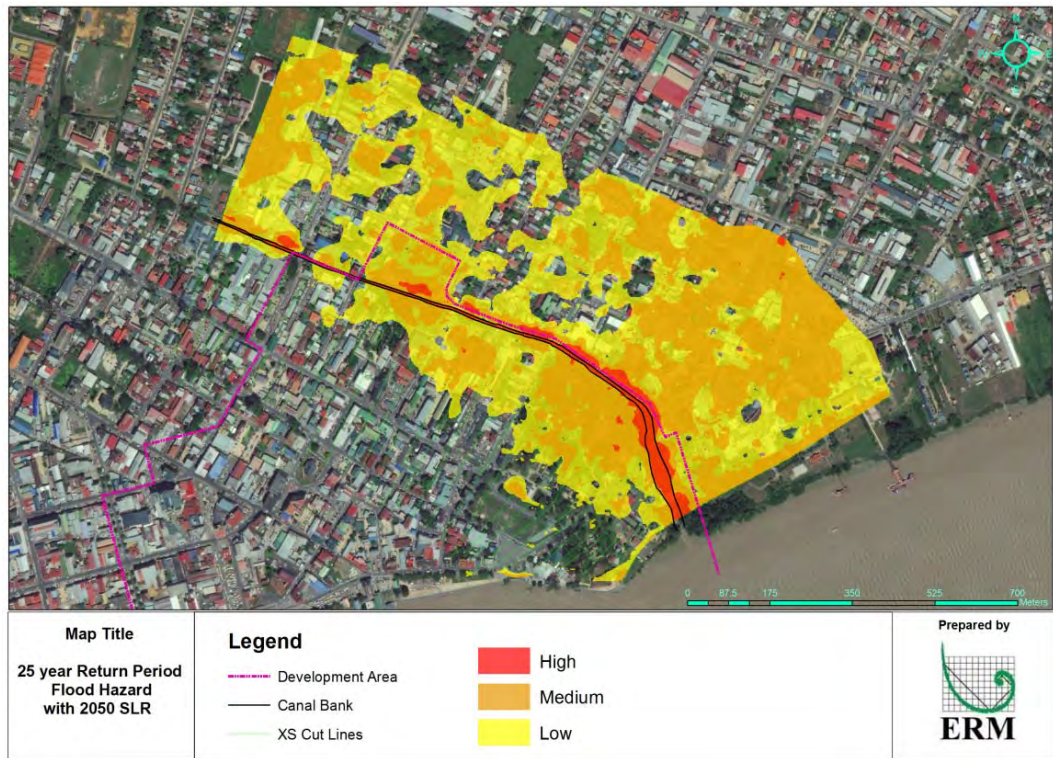 0 87.5 175 350 525 700
Meters
Map Title
25 year Return Period
Flood Hazard
with 2050 SLR
Legend
Development Area
Canal Bank
XS Cut Lines
High
Medium
Low
Prepared by
ERM